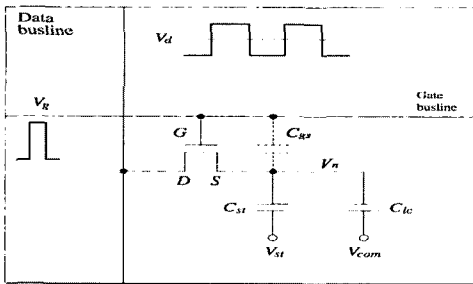 Data
busline
V_d
V_g
Gate
busline
G
C_gs
V_n
D S
C_st
C_lc
V_st
V_com